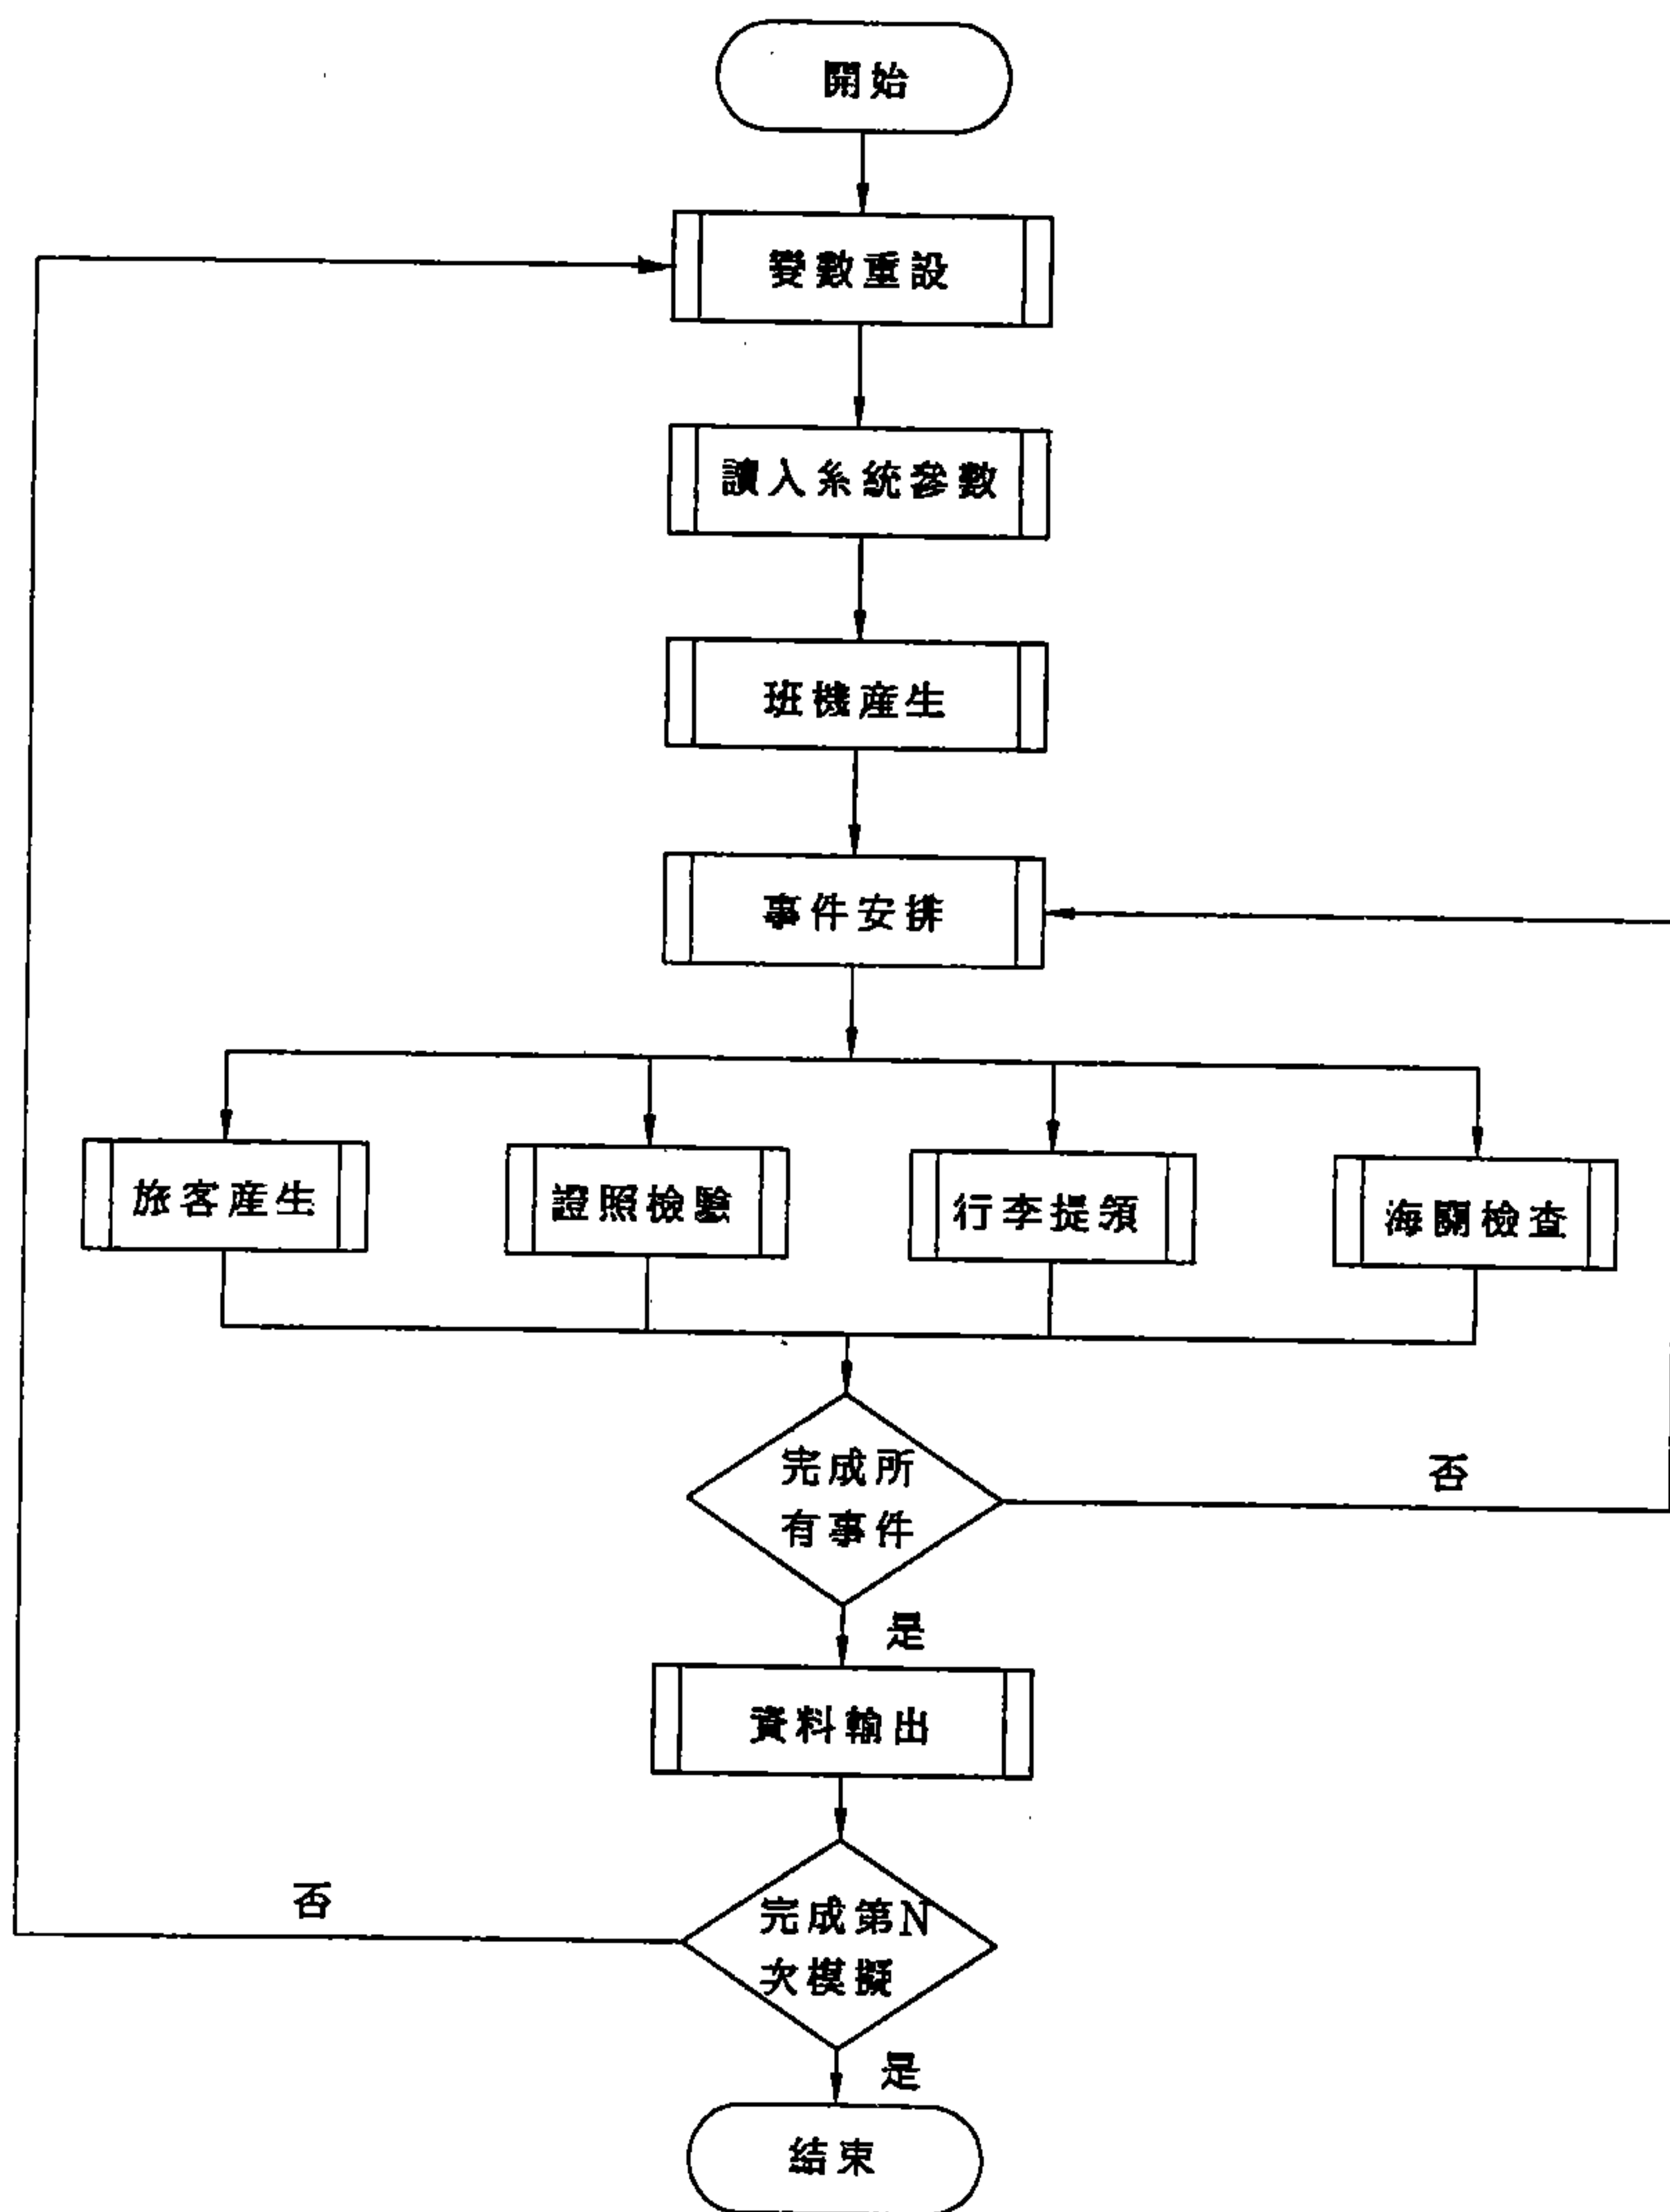 開始
變數重設
讀入系統參數
班機產生
事件安排
旅客產生
證照檢驗
行李提領
海關檢查
完成所
有事件
否
是
資料輸出
完成第N
次模擬
否
是
結束